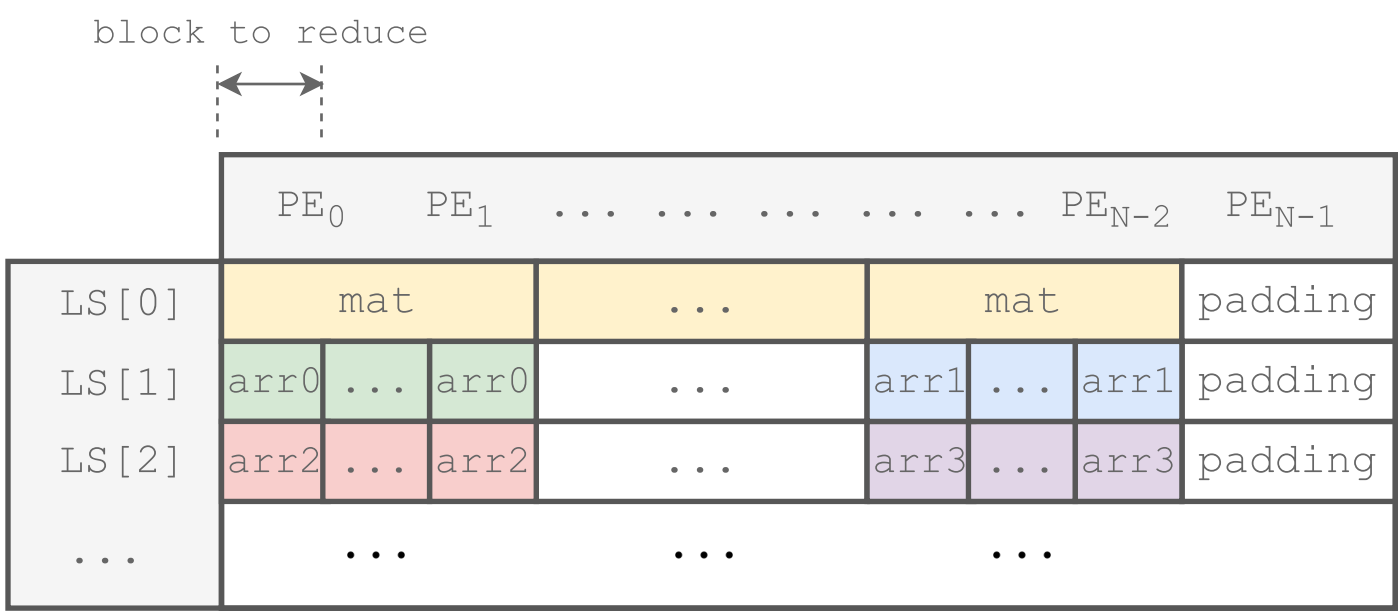 block to reduce
PE0 PE1 ... ... ... ... ... PEN-2 PEN-1
LS[0] mat ... mat padding
LS[1] arr0 ... arr0 ... arr1 ... arr1 padding
LS[2] arr2 ... arr2 ... arr3 ... arr3 padding
... ... ... ...